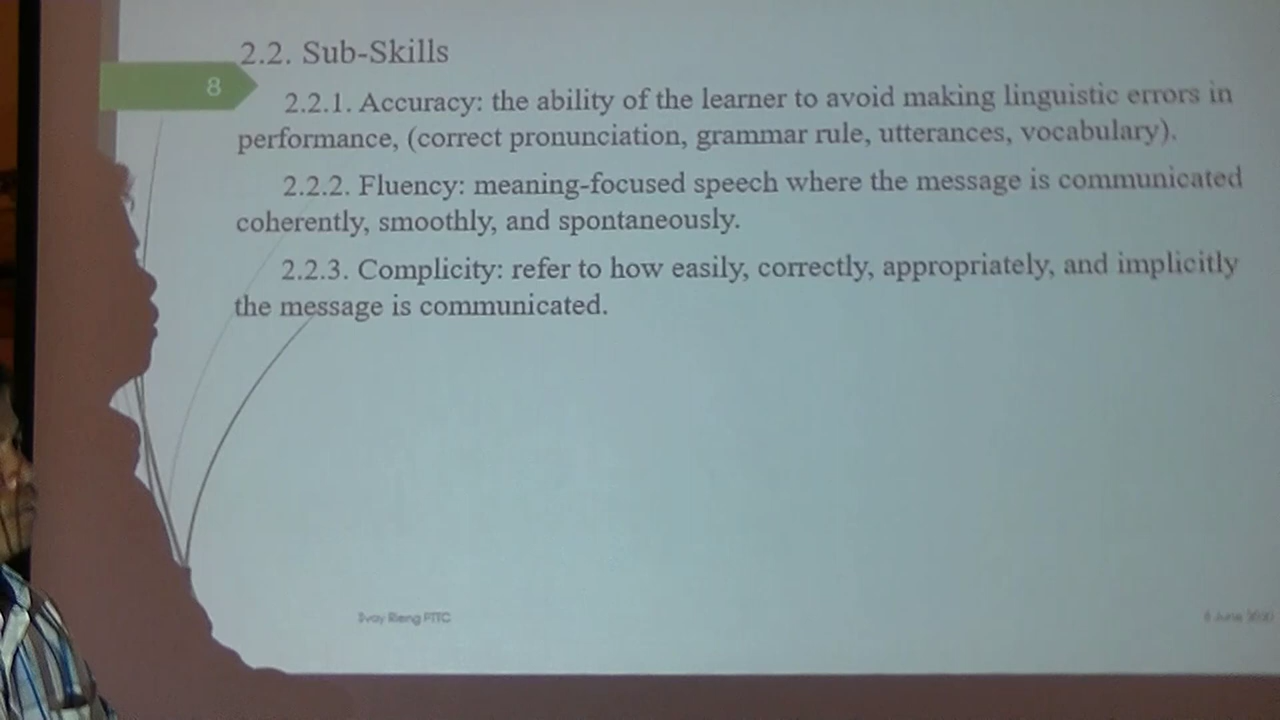 2.2. Sub-Skills
8
2.2.1. Accuracy: the ability of the learner to avoid making linguistic errors in
performance, (correct pronunciation, grammar rule, utterances, vocabulary).
2.2.2. Fluency: meaning-focused speech where the message is communicated
coherently, smoothly, and spontaneously.
2.2.3. Complicity: refer to how easily, correctly, appropriately, and implicitly
the message is communicated.
Svay Rieng PTTC
June